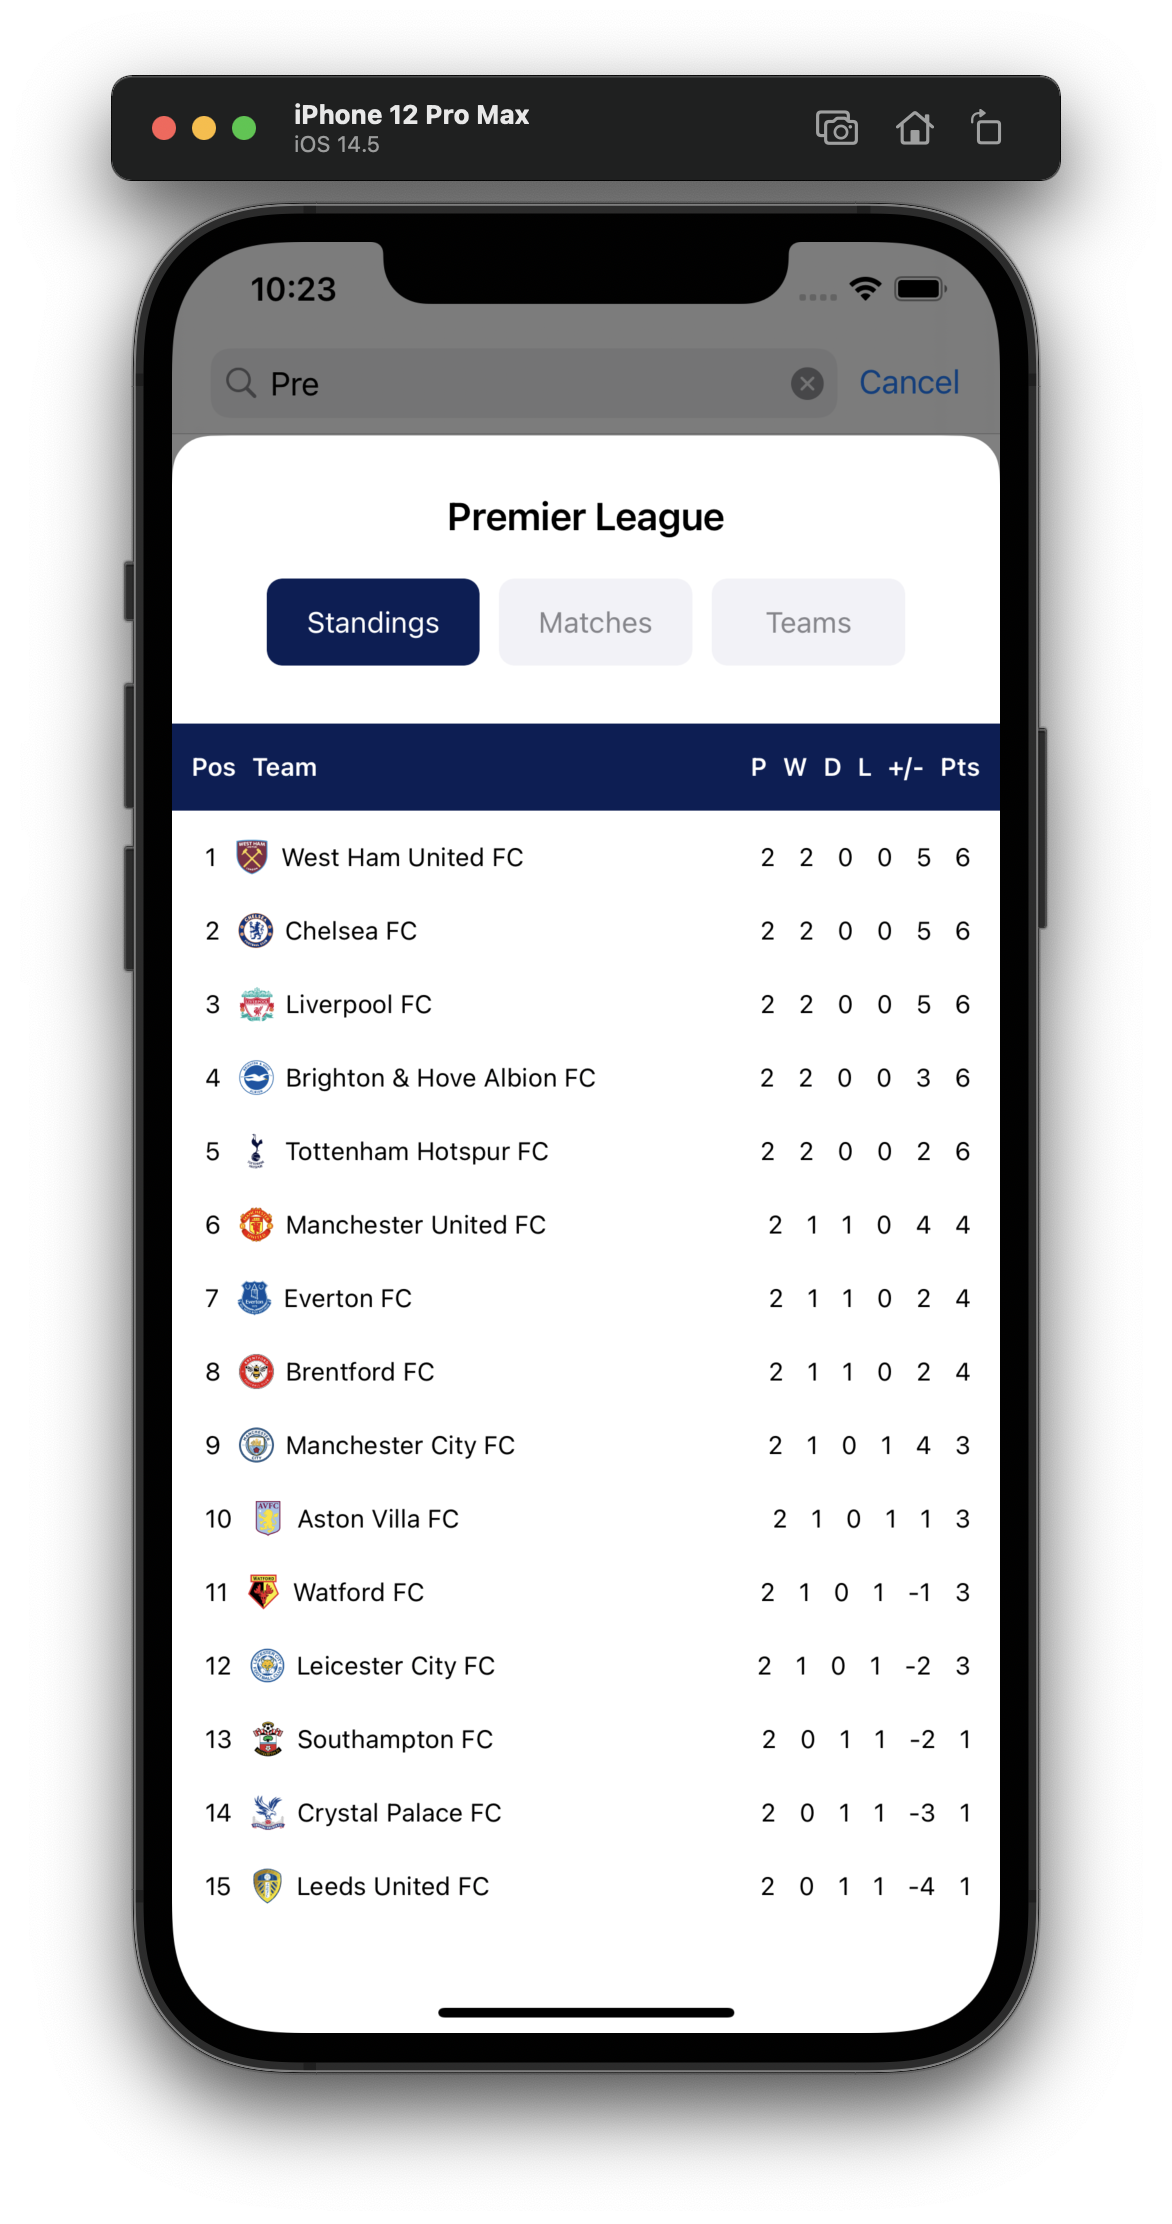 iPhone 12 Pro Max
iOS 14.5
10:23
Pre Cancel
Premier League
Standings Matches Teams
Pos Team P W D L +/- Pts
1 West Ham United FC 2 2 0 0 5 6
2 Chelsea FC 2 2 0 0 5 6
3 Liverpool FC 2 2 0 0 5 6
4 Brighton & Hove Albion FC 2 2 0 0 3 6
5 Tottenham Hotspur FC 2 2 0 0 2 6
6 Manchester United FC 2 1 1 0 4 4
7 Everton FC 2 1 1 0 2 4
8 Brentford FC 2 1 1 0 2 4
9 Manchester City FC 2 1 0 1 4 3
10 Aston Villa FC 2 1 0 1 1 3
11 Watford FC 2 1 0 1 -1 3
12 Leicester City FC 2 1 0 1 -2 3
13 Southampton FC 2 0 1 1 -2 1
14 Crystal Palace FC 2 0 1 1 -3 1
15 Leeds United FC 2 0 1 1 -4 1